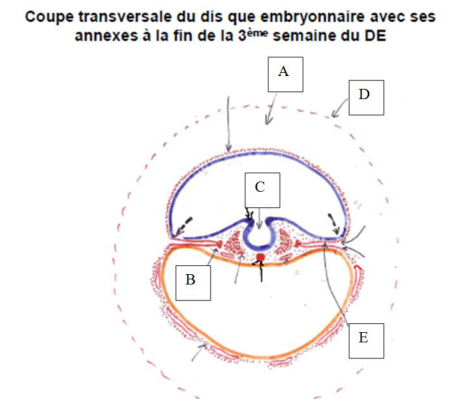 Coupe transversale du dis que embryonnaire avec ses
annexes à la fin de la 3ème semaine du DE
A
D
C
B
E